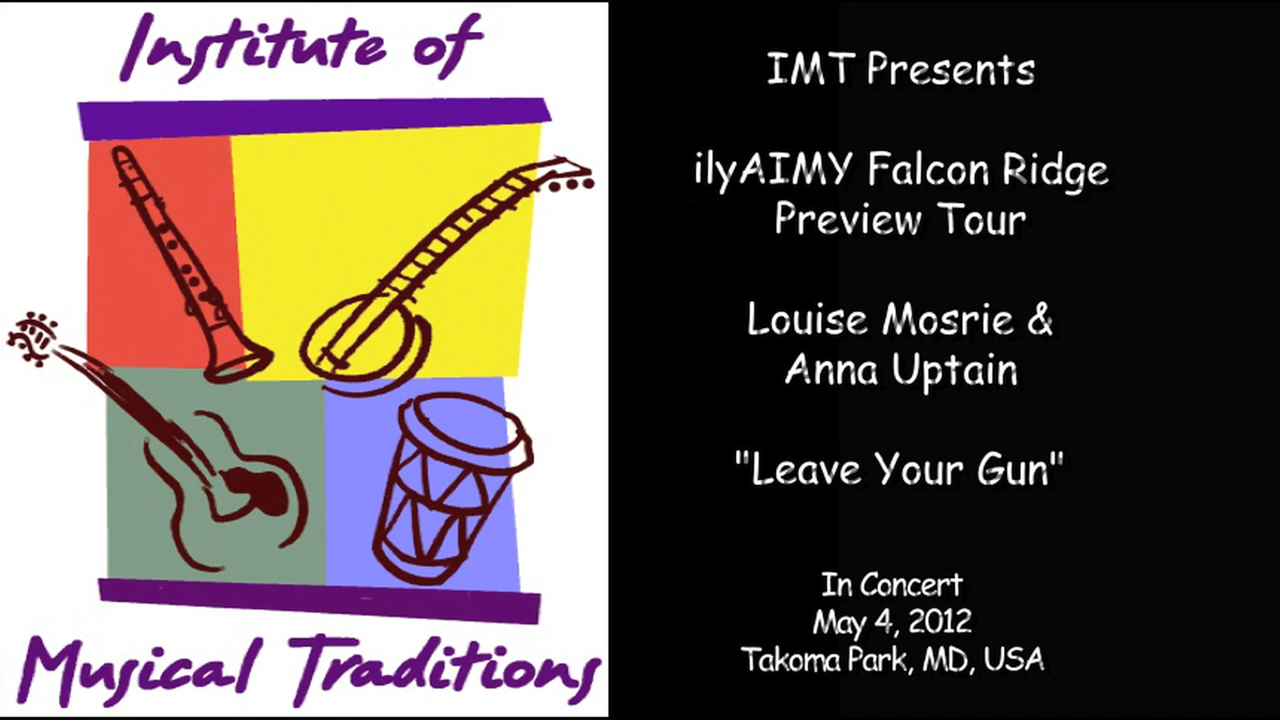 Institute of
Musical Traditions
IMT Presents
ilyAIMY Falcon Ridge
Preview Tour
Louise Mosrie &
Anna Uptain
"Leave Your Gun"
In Concert
May 4, 2012
Takoma Park, MD, USA